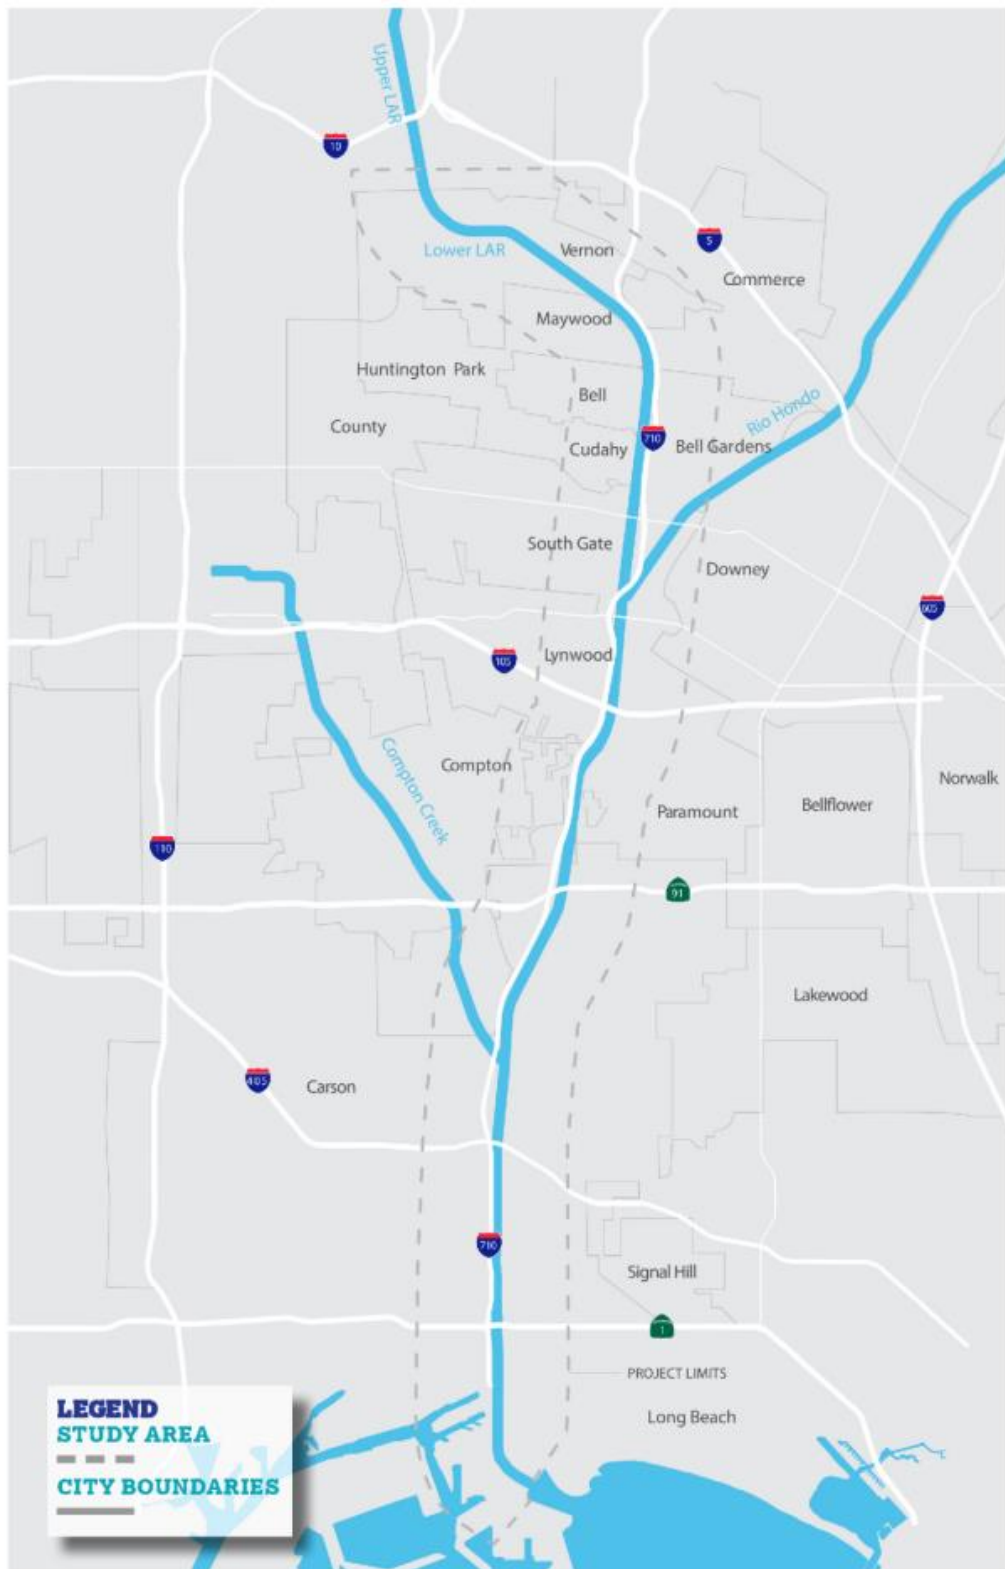 Upper LAR
10
Lower LAR
Vernon
5
Commerce
Maywood
Huntington Park
Bell
Rio Hondo
County
Cudahy
710
Bell Gardens
South Gate
Downey
605
Lynwood
105
Compton Creek
Compton
Norwalk
Paramount
Bellflower
110
91
Lakewood
405
Carson
710
Signal Hill
1
PROJECT LIMITS
Long Beach
LEGEND
STUDY AREA
CITY BOUNDARIES